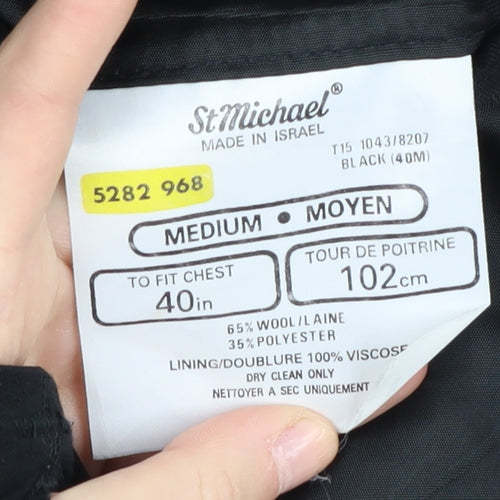 St Michael®
MADE IN ISRAEL
T15 1043/8207
BLACK (40M)
5282 968
MEDIUM • MOYEN
TO FIT CHEST
40in
TOUR DE POITRINE
102cm
65% WOOL/LAINE
35% POLYESTER
LINING/DOUBLURE 100% VISCOSE
DRY CLEAN ONLY
NETTOYER A SEC UNIQUEMENT